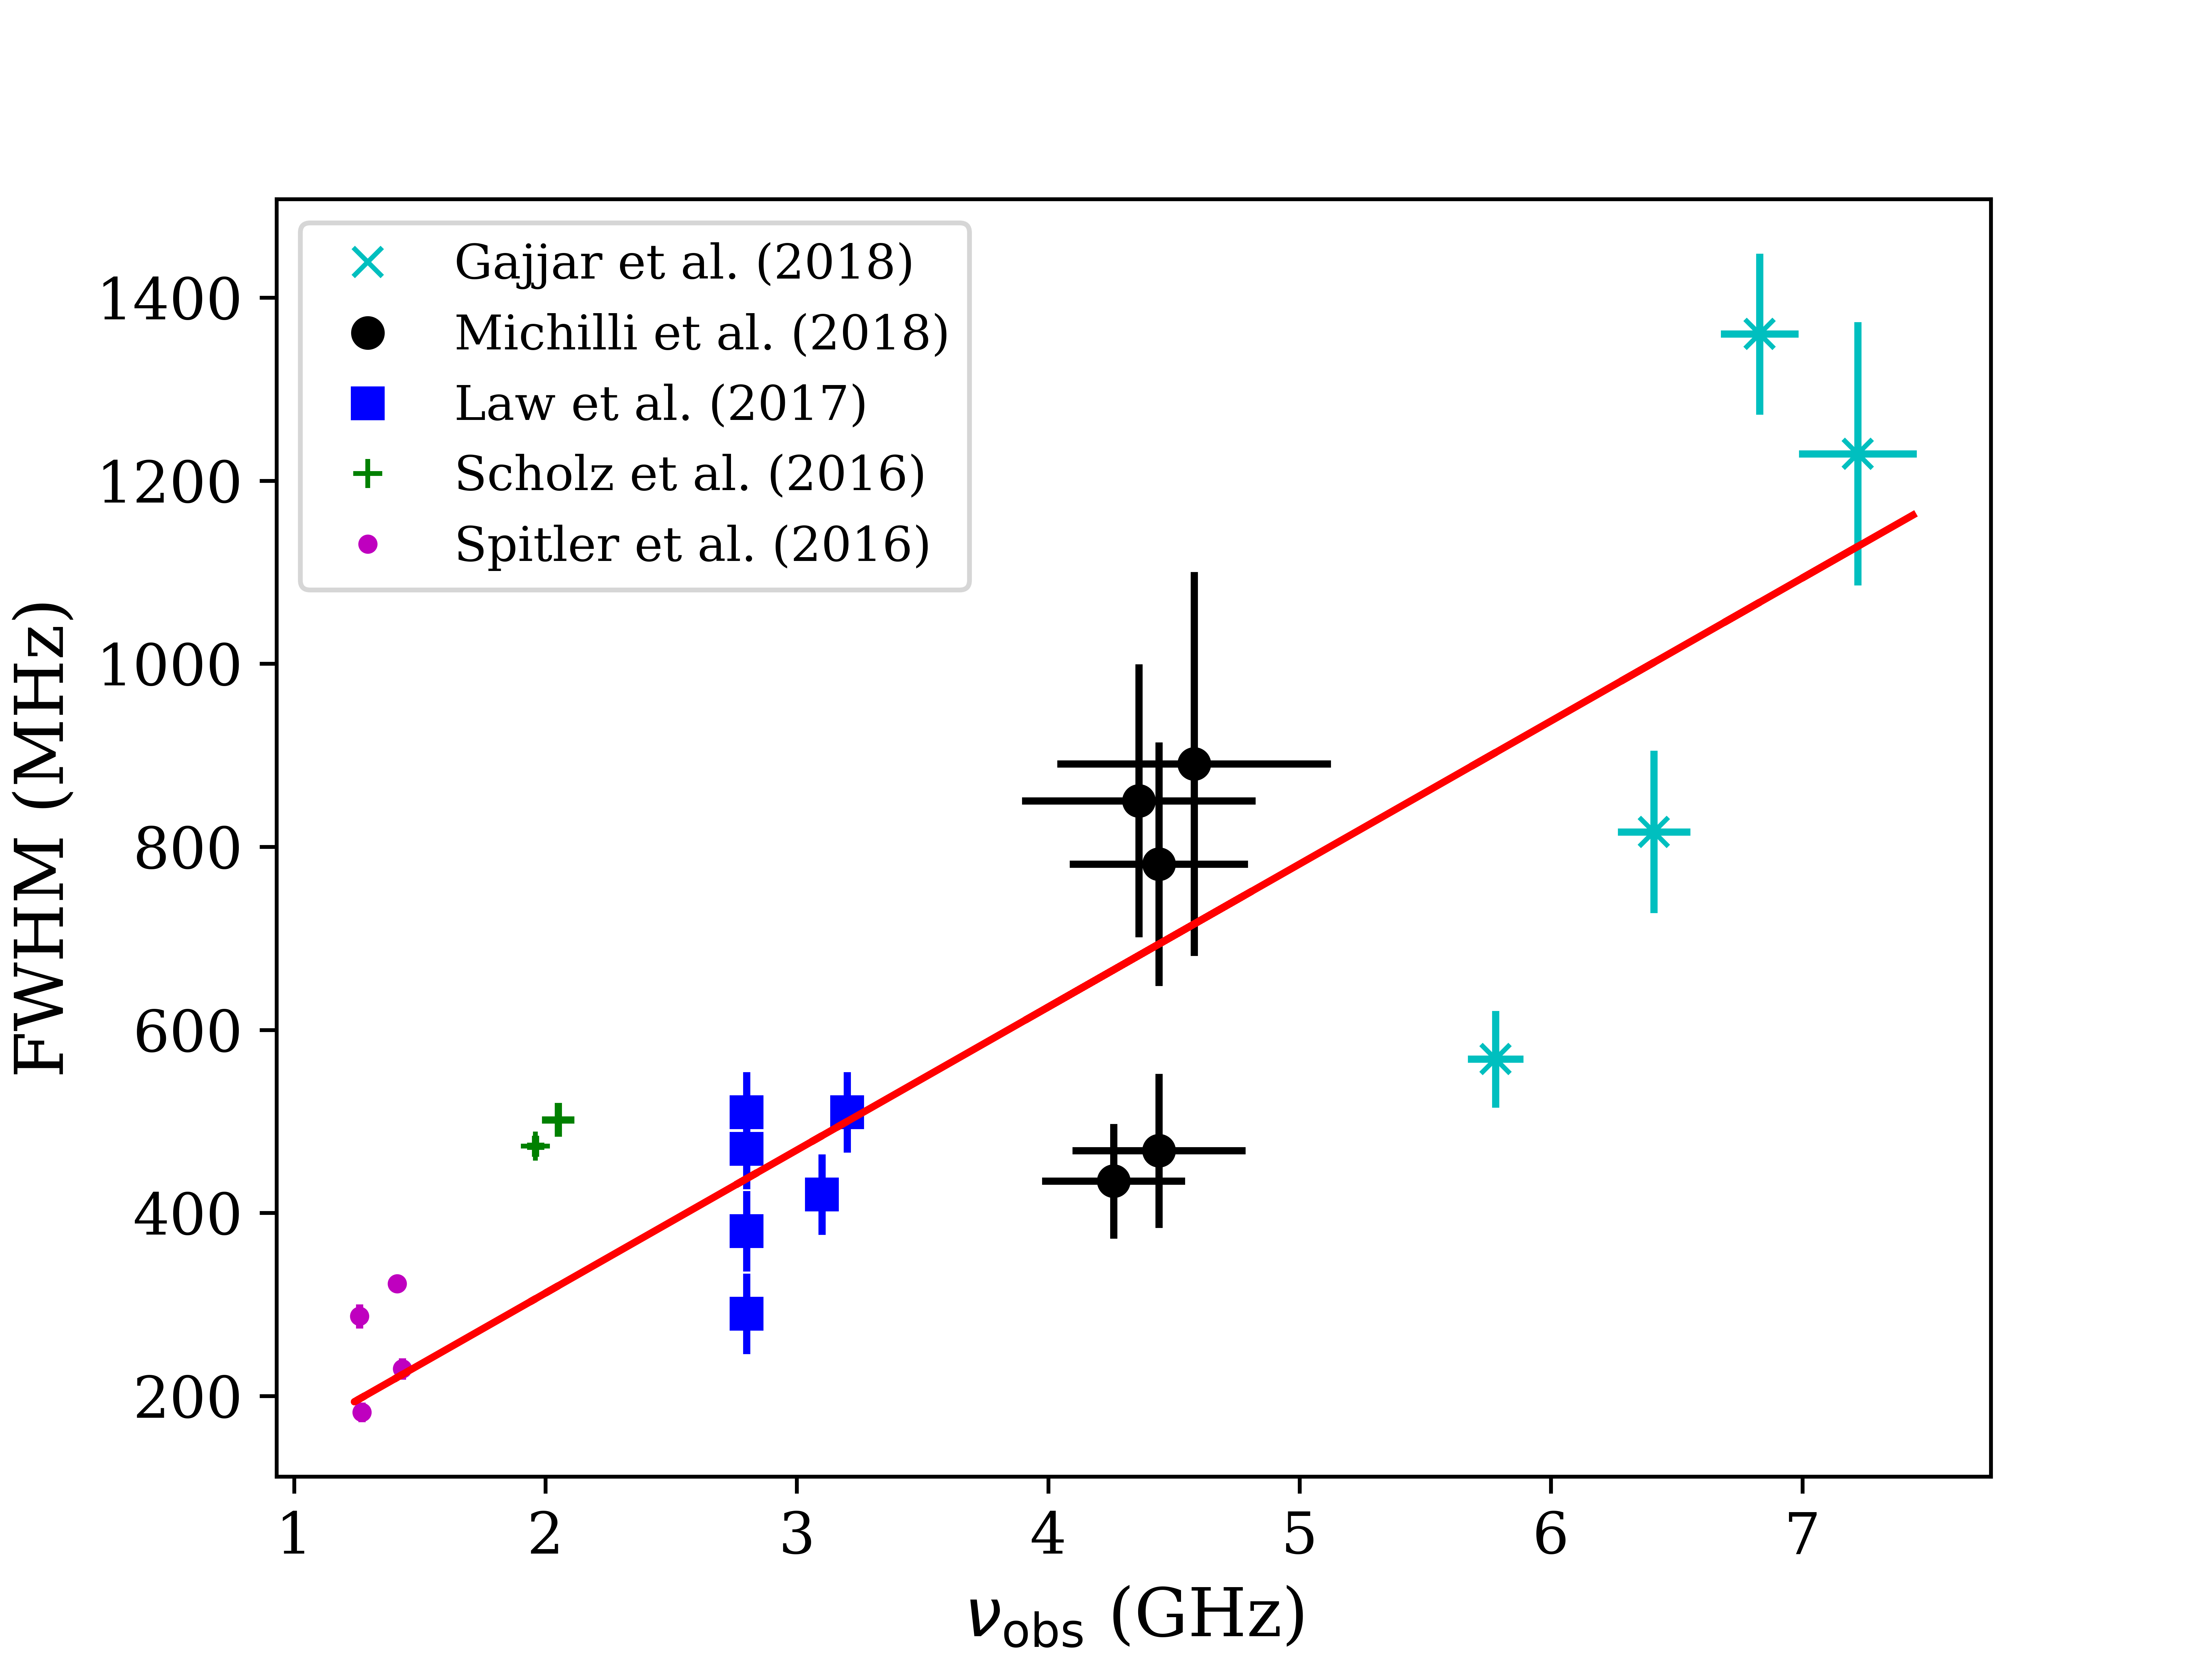 Gajjar et al. (2018)
Michilli et al. (2018)
Law et al. (2017)
Scholz et al. (2016)
Spitler et al. (2016)
1400
1200
1000
800
600
400
200
FWHM (MHz)
1 2 3 4 5 6 7
ν_obs (GHz)